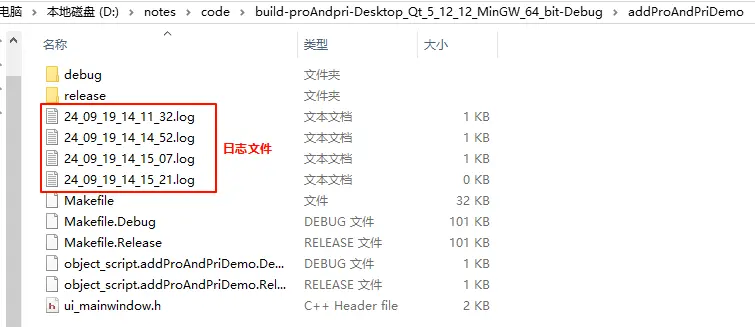 电脑 > 本地磁盘 (D:) > notes > code > build-proAndpri-Desktop_Qt_5_12_12_MinGW_64_bit-Debug > addProAndPriDemo
名称 类型 大小
debug 文件夹
release 文件夹
24_09_19_14_11_32.log 文本文档 1 KB
24_09_19_14_14_52.log 文本文档 1 KB
24_09_19_14_15_07.log 文本文档 1 KB
24_09_19_14_15_21.log 文本文档 0 KB
日志文件
Makefile 文件 32 KB
Makefile.Debug DEBUG 文件 101 KB
Makefile.Release RELEASE 文件 101 KB
object_script.addProAndPriDemo.De... DEBUG 文件 1 KB
object_script.addProAndPriDemo.Rel... RELEASE 文件 1 KB
ui_mainwindow.h C++ Header file 2 KB